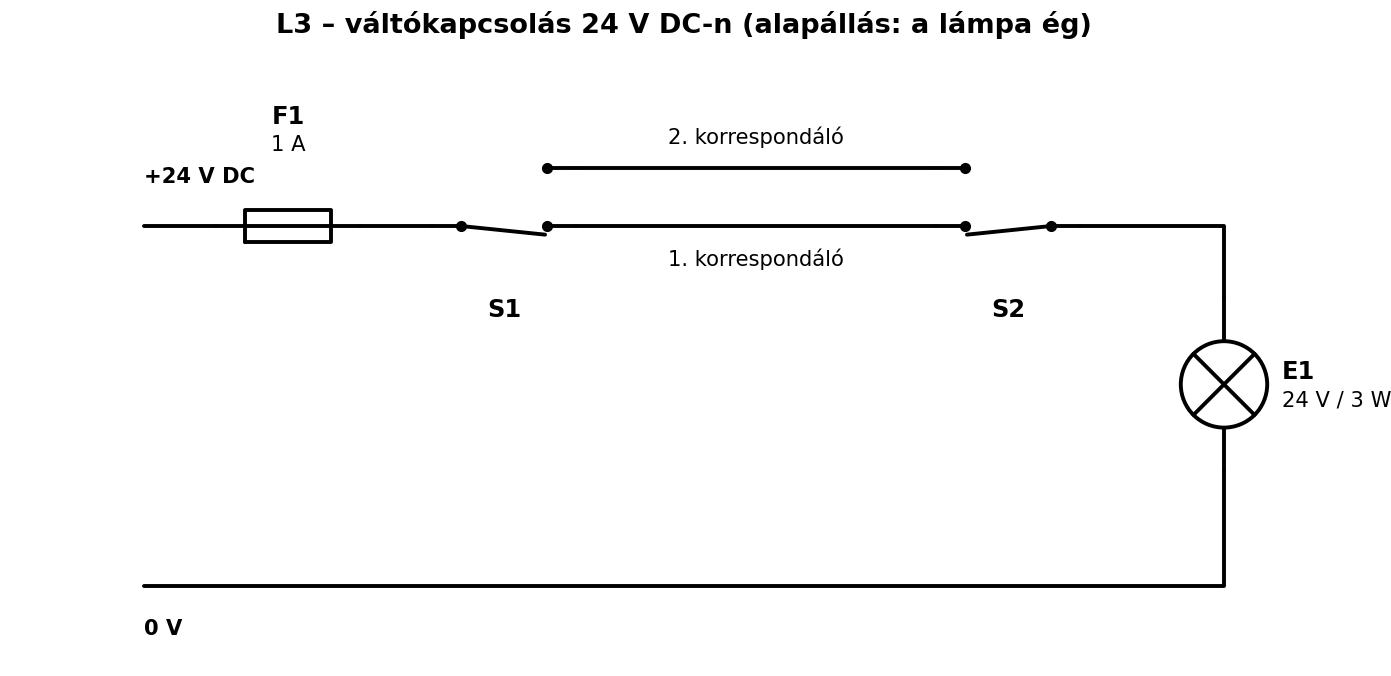 L3 – váltókapcsolás 24 V DC-n (alapállás: a lámpa ég)
F1
1 A
+24 V DC
2. korrespondáló
1. korrespondáló
S1
S2
E1
24 V / 3 W
0 V